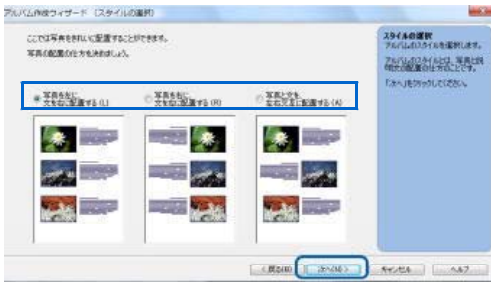 アルバム作成ウィザード (スタイルの選択)
ここでは写真をきれいに配置することができます。
写真の配置の仕方を決めましょう。
写真を左に
文を右に配置する (L)
写真を右に
文を左に配置する (R)
写真と文を
左右交互に配置する (A)
スタイルの選択
アルバムのスタイルを選択します。
アルバムのスタイルとは、写真と説
明文の配置の仕方のことです。
「次へ」をクリックしてください。
< 戻る(B)
次へ(N) >
キャンセル
ヘルプ